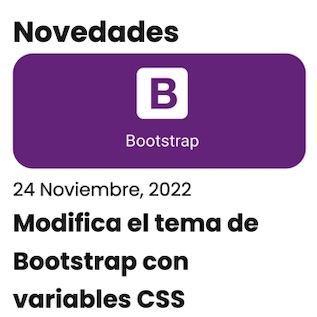 Novedades
B
Bootstrap
24 Noviembre, 2022
Modifica el tema de
Bootstrap con
variables CSS